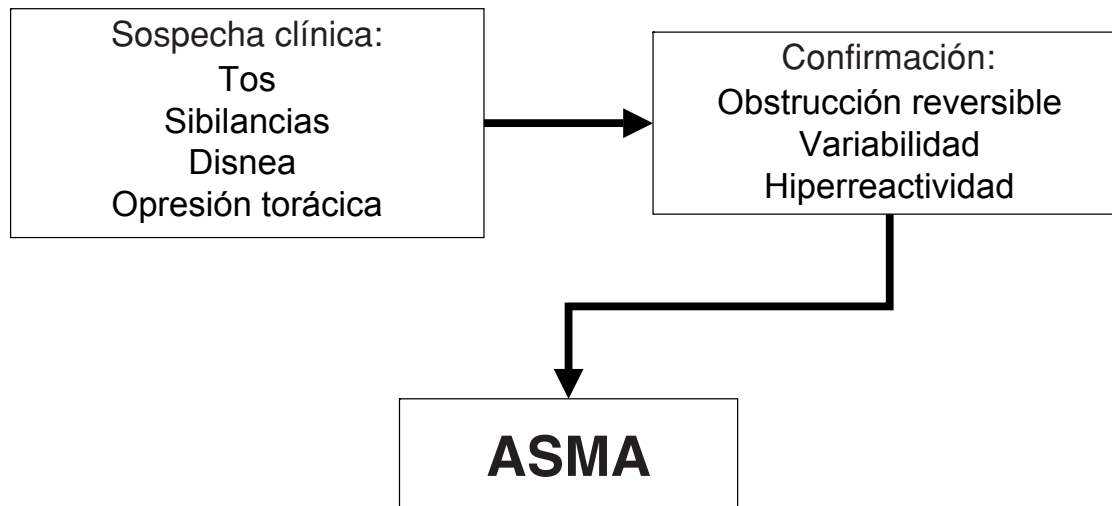 Sospecha clínica:
Tos
Sibilancias
Disnea
Opresión torácica
Confirmación:
Obstrucción reversible
Variabilidad
Hiperreactividad
ASMA